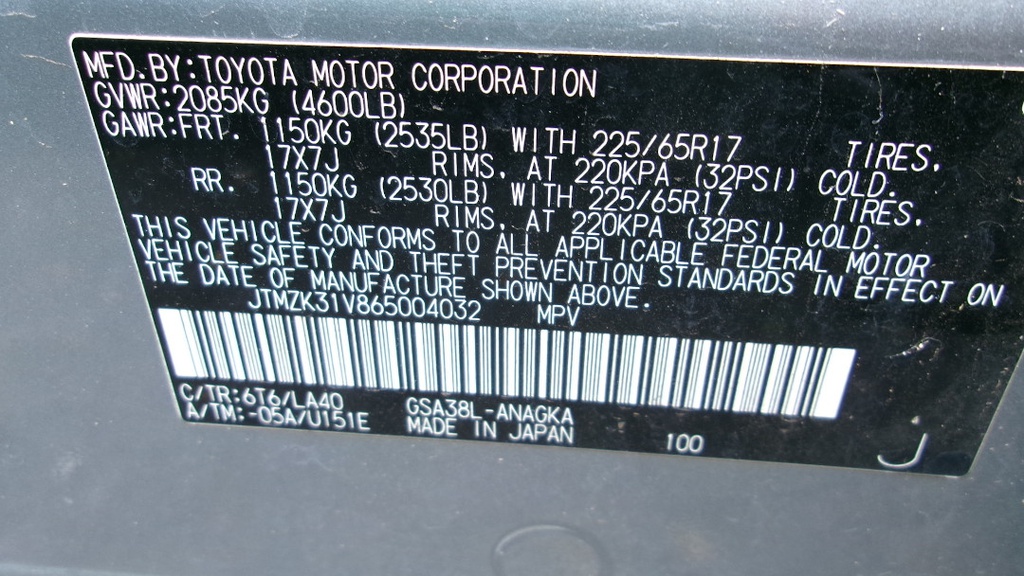 MFD.BY:TOYOTA MOTOR CORPORATION
GVWR:2085KG (4600LB)
GAWR:FRT. 1150KG (2535LB) WITH 225/65R17 TIRES.
17X7J RIMS, AT 220KPA (32PSI) COLD.
RR. 1150KG (2530LB) WITH 225/65R17 TIRES.
17X7J RIMS, AT 220KPA (32PSI) COLD.
THIS VEHICLE CONFORMS TO ALL APPLICABLE FEDERAL MOTOR
VEHICLE SAFETY AND THEFT PREVENTION STANDARDS IN EFFECT ON
THE DATE OF MANUFACTURE SHOWN ABOVE.
JTMZK31V865004032 MPV
C/TR:6T6/LA40 GSA38L-ANAGKA
A/TM:-05A/U151E MADE IN JAPAN 100 J